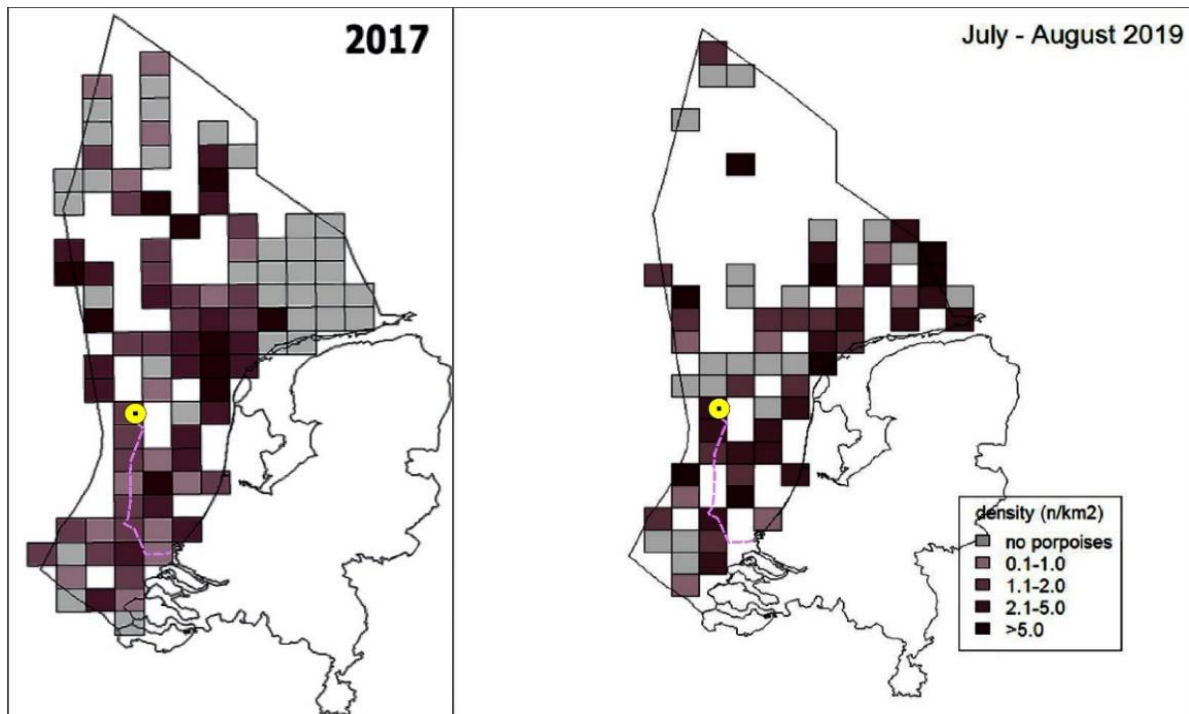 2017
July - August 2019
density (n/km2)
no porpoises
0.1-1.0
1.1-2.0
2.1-5.0
>5.0